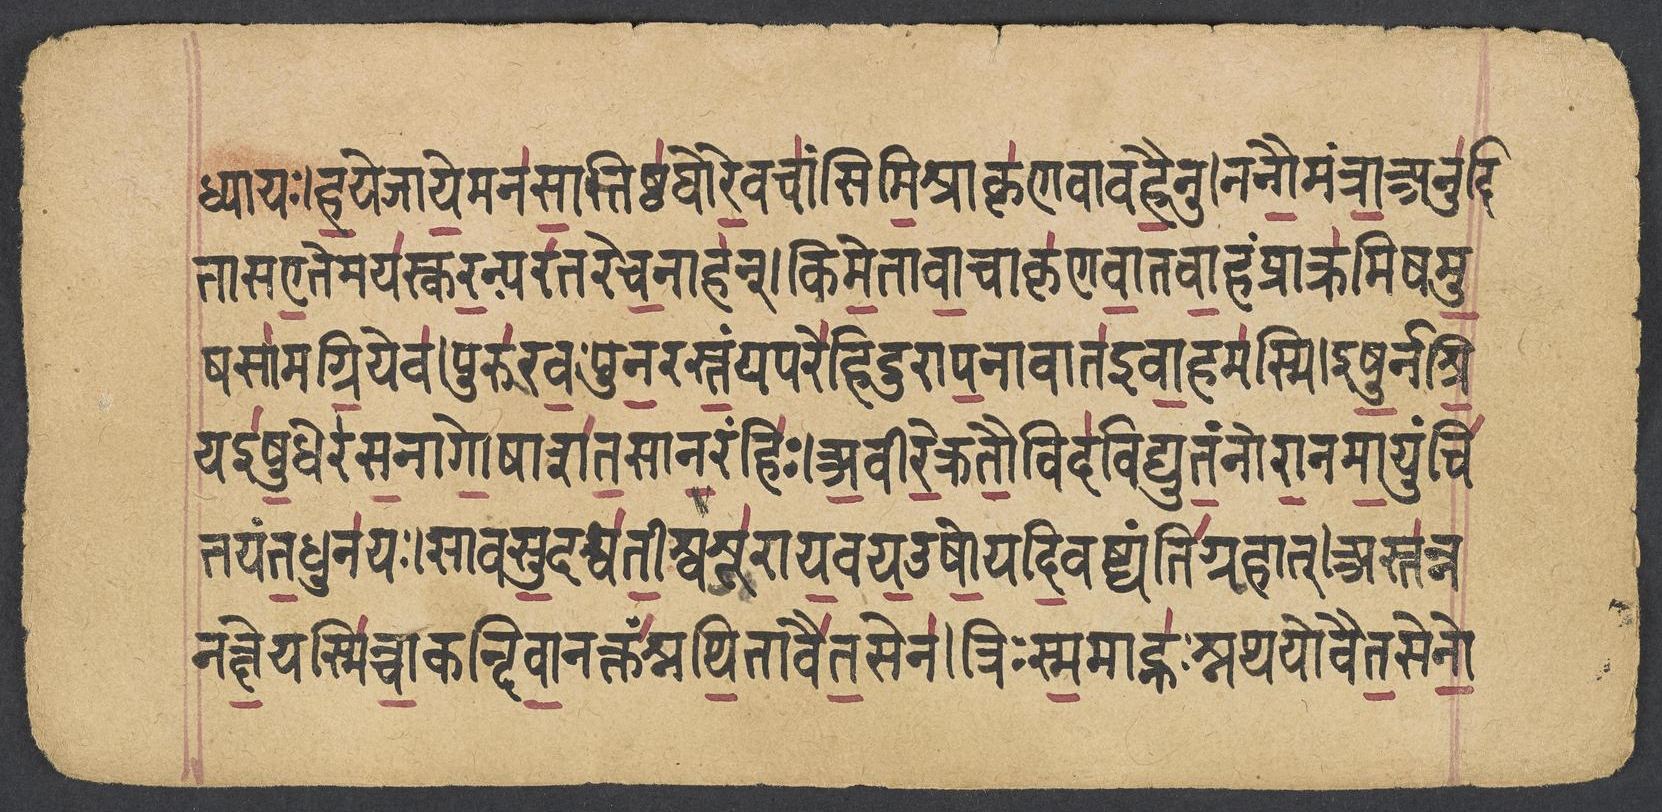 ध्यायः।हयेजायेमनसातिष्ठघोरेवचांसिमिश्राकृणवावहैनु।ननौमंत्राअनुदि
तासएतेमयस्करन्परतरेचनाहन्।किमेतावाचाकृणवातवाहंप्राक्रमिषमु
षसामग्रियेव।पुरूरवःपुनरस्तंयपरेहिदुरापनावातइवाहमस्मि।इषुर्नश्रि
यइषुधेरसनागोषाशतसानरंहिः।अवीरेक्रतौविदविद्युतंनोरानमायुंचि
तयंतधुनयः।सावसुदधतीश्वशुरायवयउषोयदिवष्ट्यंतिगृहात्।अस्तंन
नक्षेयस्मिन्चाकन्दिवानक्तंश्नथितावैतसेन।त्रिःस्ममाह्नःश्नथयोवैतसेनो